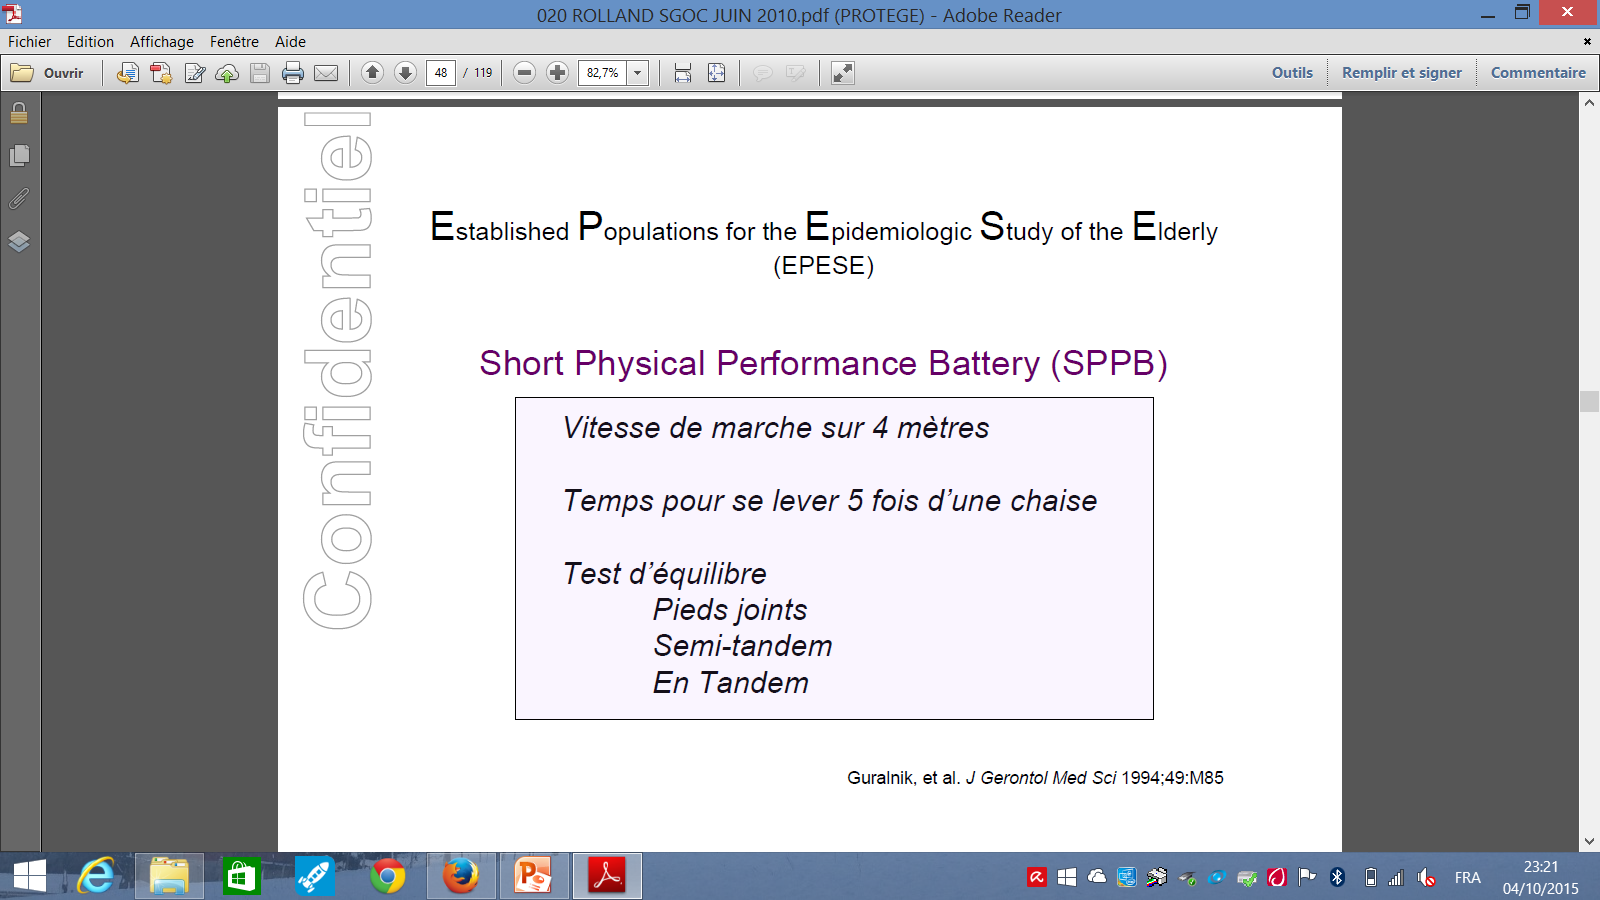 020 ROLLAND SGOC JUIN 2010.pdf (PROTEGE) - Adobe Reader
Fichier Edition Affichage Fenêtre Aide
Ouvrir 48 / 119 82,7% Outils Remplir et signer Commentaire
Confidentiel
Established Populations for the Epidemiologic Study of the Elderly
(EPESE)
Short Physical Performance Battery (SPPB)
Vitesse de marche sur 4 mètres
Temps pour se lever 5 fois d’une chaise
Test d’équilibre
Pieds joints
Semi-tandem
En Tandem
Guralnik, et al. J Gerontol Med Sci 1994;49:M85
FRA
23:21
04/10/2015